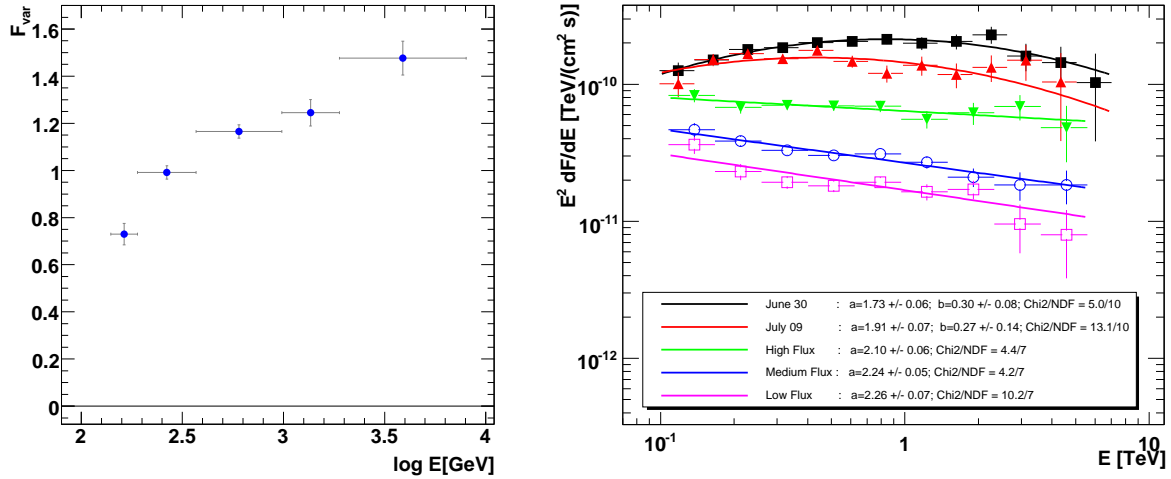 F_var
1.6
1.4
1.2
1
0.8
0.6
0.4
0.2
0
2 2.5 3 3.5 4
log E[GeV]
E² dF/dE [TeV/(cm² s)]
10⁻¹⁰
10⁻¹¹
10⁻¹²
June 30 : a=1.73 +/- 0.06; b=0.30 +/- 0.08; Chi2/NDF = 5.0/10
July 09 : a=1.91 +/- 0.07; b=0.27 +/- 0.14; Chi2/NDF = 13.1/10
High Flux : a=2.10 +/- 0.06; Chi2/NDF = 4.4/7
Medium Flux : a=2.24 +/- 0.05; Chi2/NDF = 4.2/7
Low Flux : a=2.26 +/- 0.07; Chi2/NDF = 10.2/7
10⁻¹ 1 10
E [TeV]